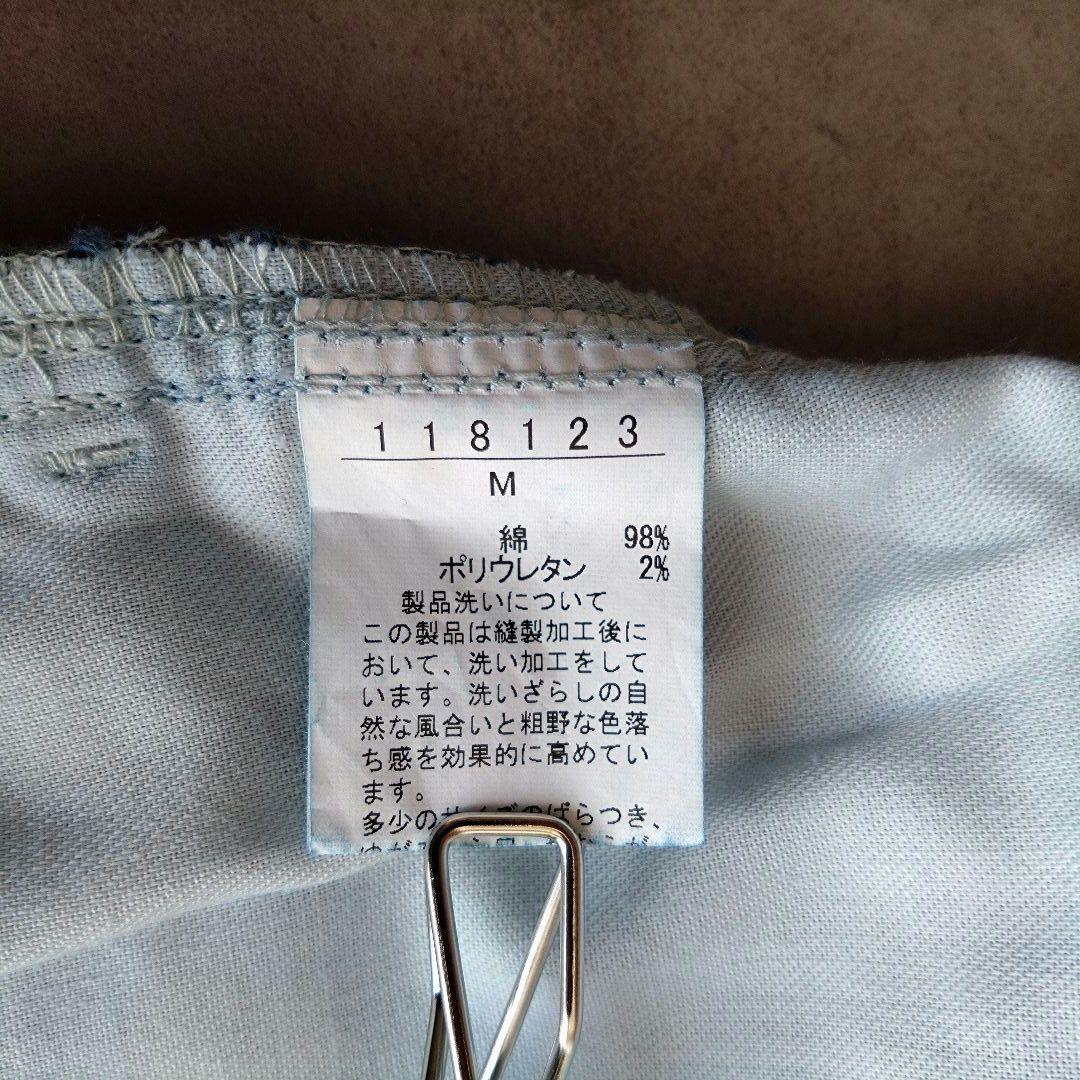 118123
M
綿 98%
ポリウレタン 2%
製品洗いについて
この製品は縫製加工後に
おいて、洗い加工をして
います。洗いざらしの自
然な風合いと粗野な色落
ち感を効果的に高めてい
ます。
多少のサイズのばらつき、